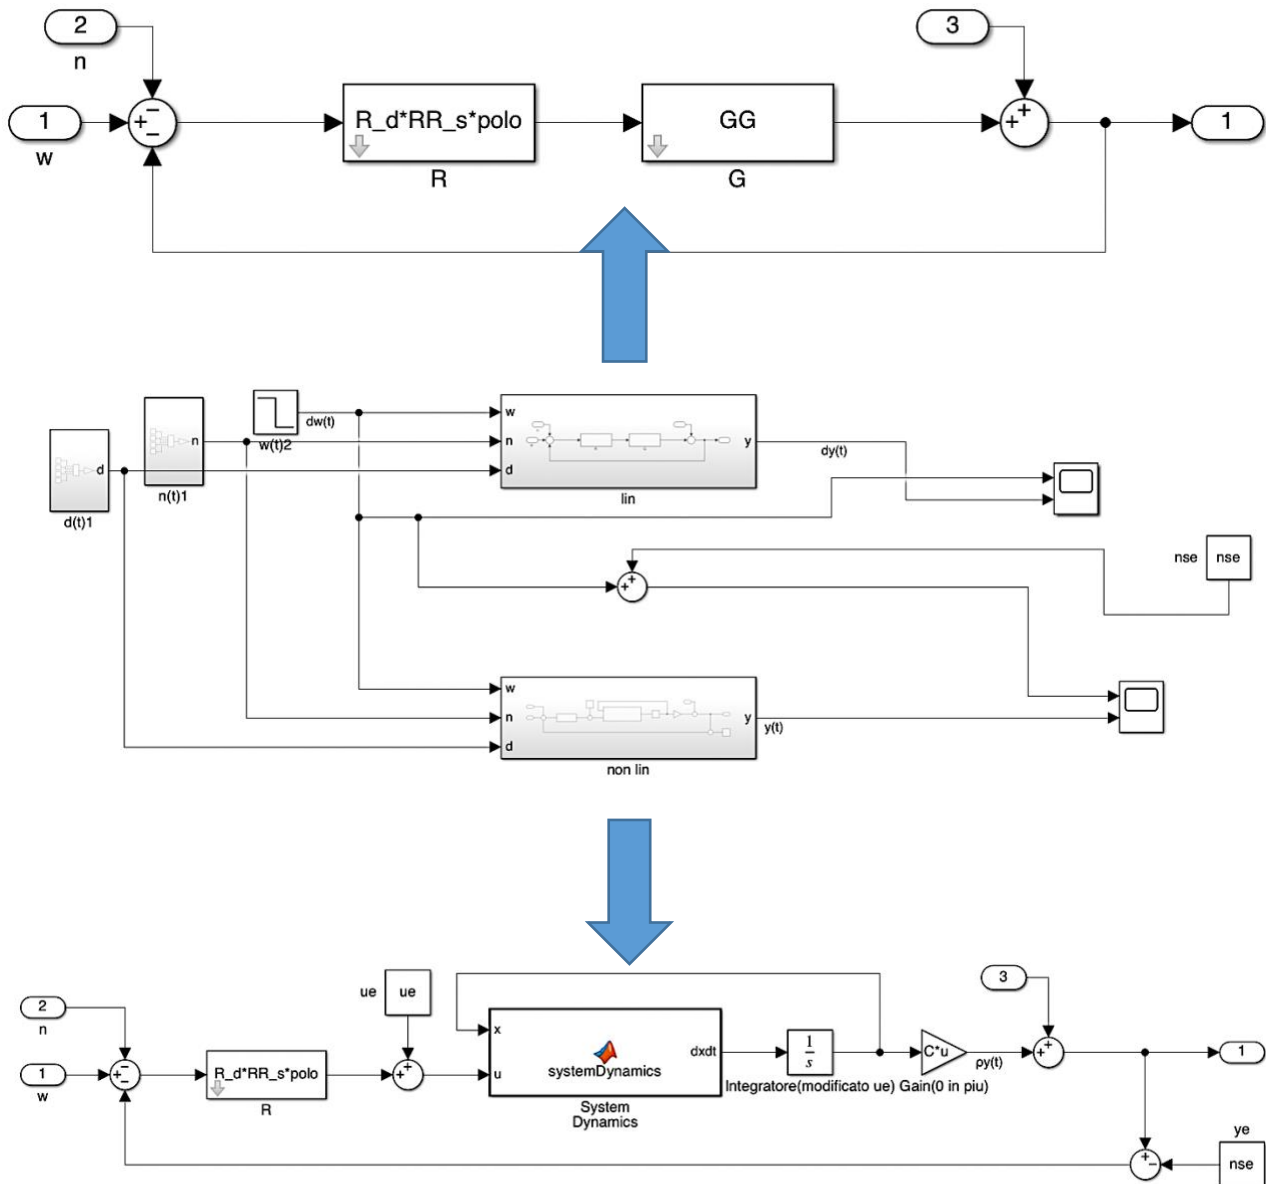 2
n
3
1
w
+
−
−
R_d*RR_s*polo
R
GG
G
+
+
1
d
d(t)1
n
n(t)1
w(t)2
dw(t)
w
n
d
y
lin
dy(t)
nse
nse
+
+
w
n
d
y
non lin
y(t)
2
n
1
w
+
−
−
R_d*RR_s*polo
R
ue
ue
+
+
x
u
systemDynamics
dxdt
System
Dynamics
1
s
Integratore(modificato ue)
C*u
Gain(0 in piu)
ρy(t)
3
+
+
1
+
−
ye
nse